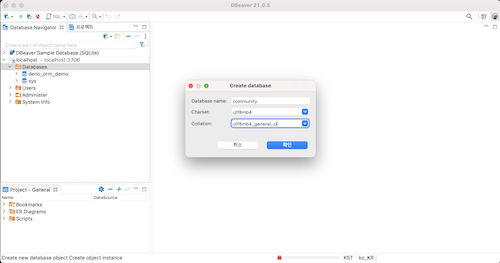 DBeaver 21.0.5
SQL
Database Navigator
프로젝트
Enter a part of object name here
DBeaver Sample Database (SQLite)
localhost - localhost:3306
Databases
deno_orm_demo
sys
Users
Administer
System Info
Create database
Database name: community
Charset: utf8mb4
Collation: utf8mb4_general_ci
취소
확인
Project - General
Name DataSource
Bookmarks
ER Diagrams
Scripts
Create new database object Create object instance
KST ko_KR